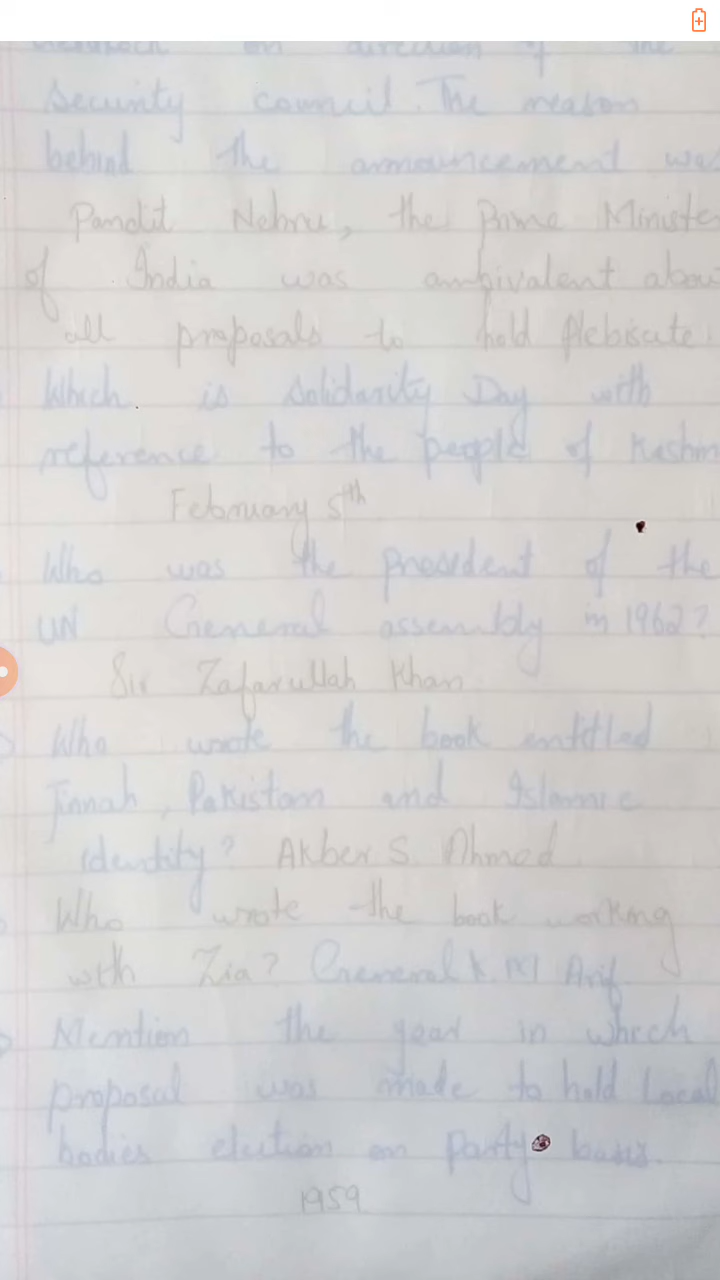 security council. The reason
behind the announcement was
Pandit Nehru, the Prime Ministe
of India was ambivalent abou
all proposals to hold plebiscite.
Which is Solidarity Day with
reference to the people of Kashm
February 5th
Who was the president of the
UN General assembly in 1962?
Sir Zafarullah Khan
Who wrote the book entitled
Jinnah, Pakistan and Islamic
identity? Akber S Ahmed
Who wrote the book working
with Zia? General K M Arif
Mention the year in which
proposal was made to hold Local
bodies election on party basis.
1959